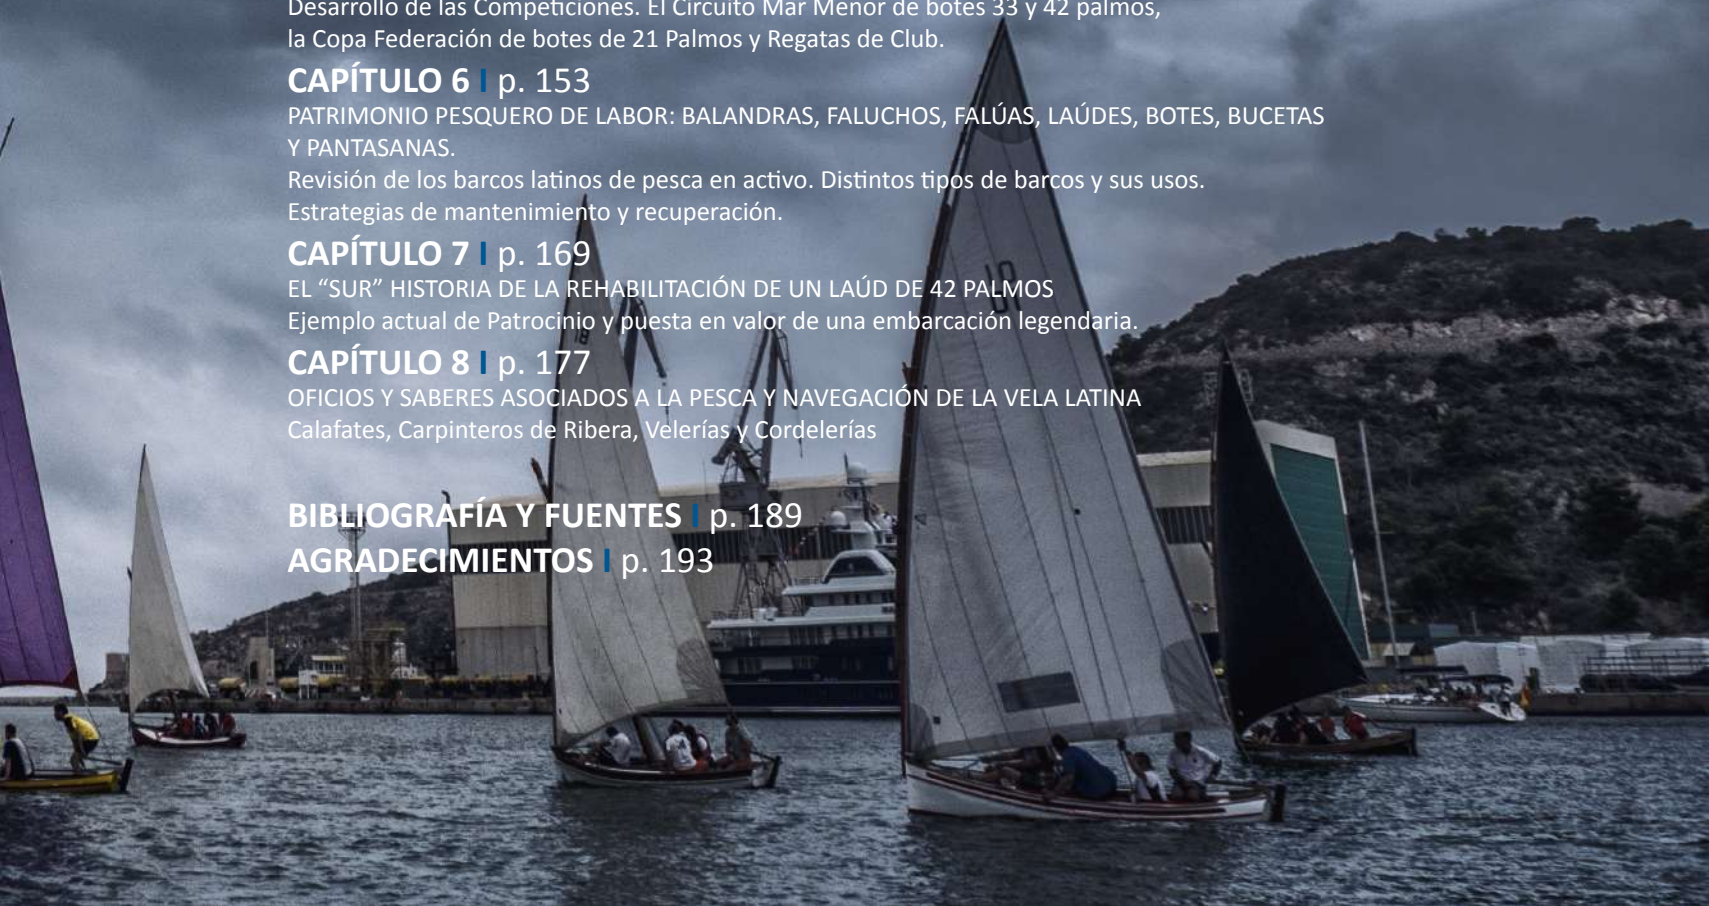 Desarrollo de las Competiciones. El Circuito Mar Menor de botes 33 y 42 palmos,
la Copa Federación de botes de 21 Palmos y Regatas de Club.
CAPÍTULO 6 I p. 153
PATRIMONIO PESQUERO DE LABOR: BALANDRAS, FALUCHOS, FALÚAS, LAÚDES, BOTES, BUCETAS
Y PANTASANAS.
Revisión de los barcos latinos de pesca en activo. Distintos tipos de barcos y sus usos.
Estrategias de mantenimiento y recuperación.
CAPÍTULO 7 I p. 169
EL “SUR” HISTORIA DE LA REHABILITACIÓN DE UN LAÚD DE 42 PALMOS
Ejemplo actual de Patrocinio y puesta en valor de una embarcación legendaria.
CAPÍTULO 8 I p. 177
OFICIOS Y SABERES ASOCIADOS A LA PESCA Y NAVEGACIÓN DE LA VELA LATINA
Calafates, Carpinteros de Ribera, Velerías y Cordelerías
BIBLIOGRAFÍA Y FUENTES I p. 189
AGRADECIMIENTOS I p. 193